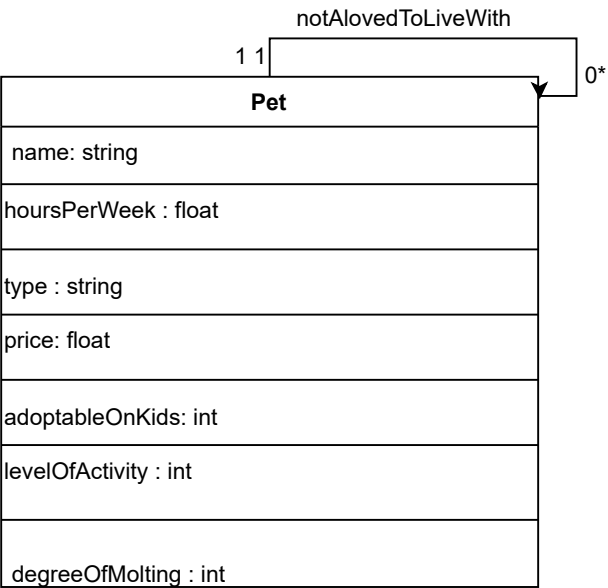 notAlovedToLiveWith
1 1
0*
Pet
name: string
hoursPerWeek : float
type : string
price: float
adoptableOnKids: int
levelOfActivity : int
degreeOfMolting : int